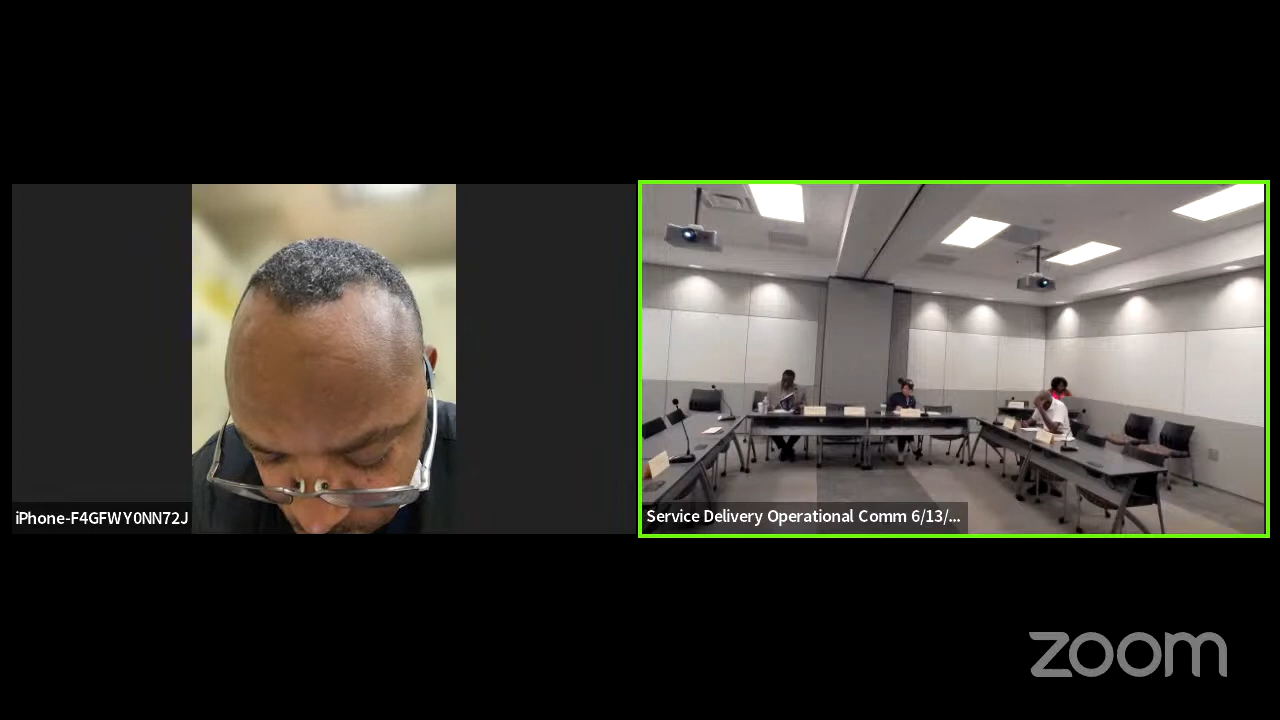 iPhone-F4GFWY0NN72J
Service Delivery Operational Comm 6/13/...
zoom